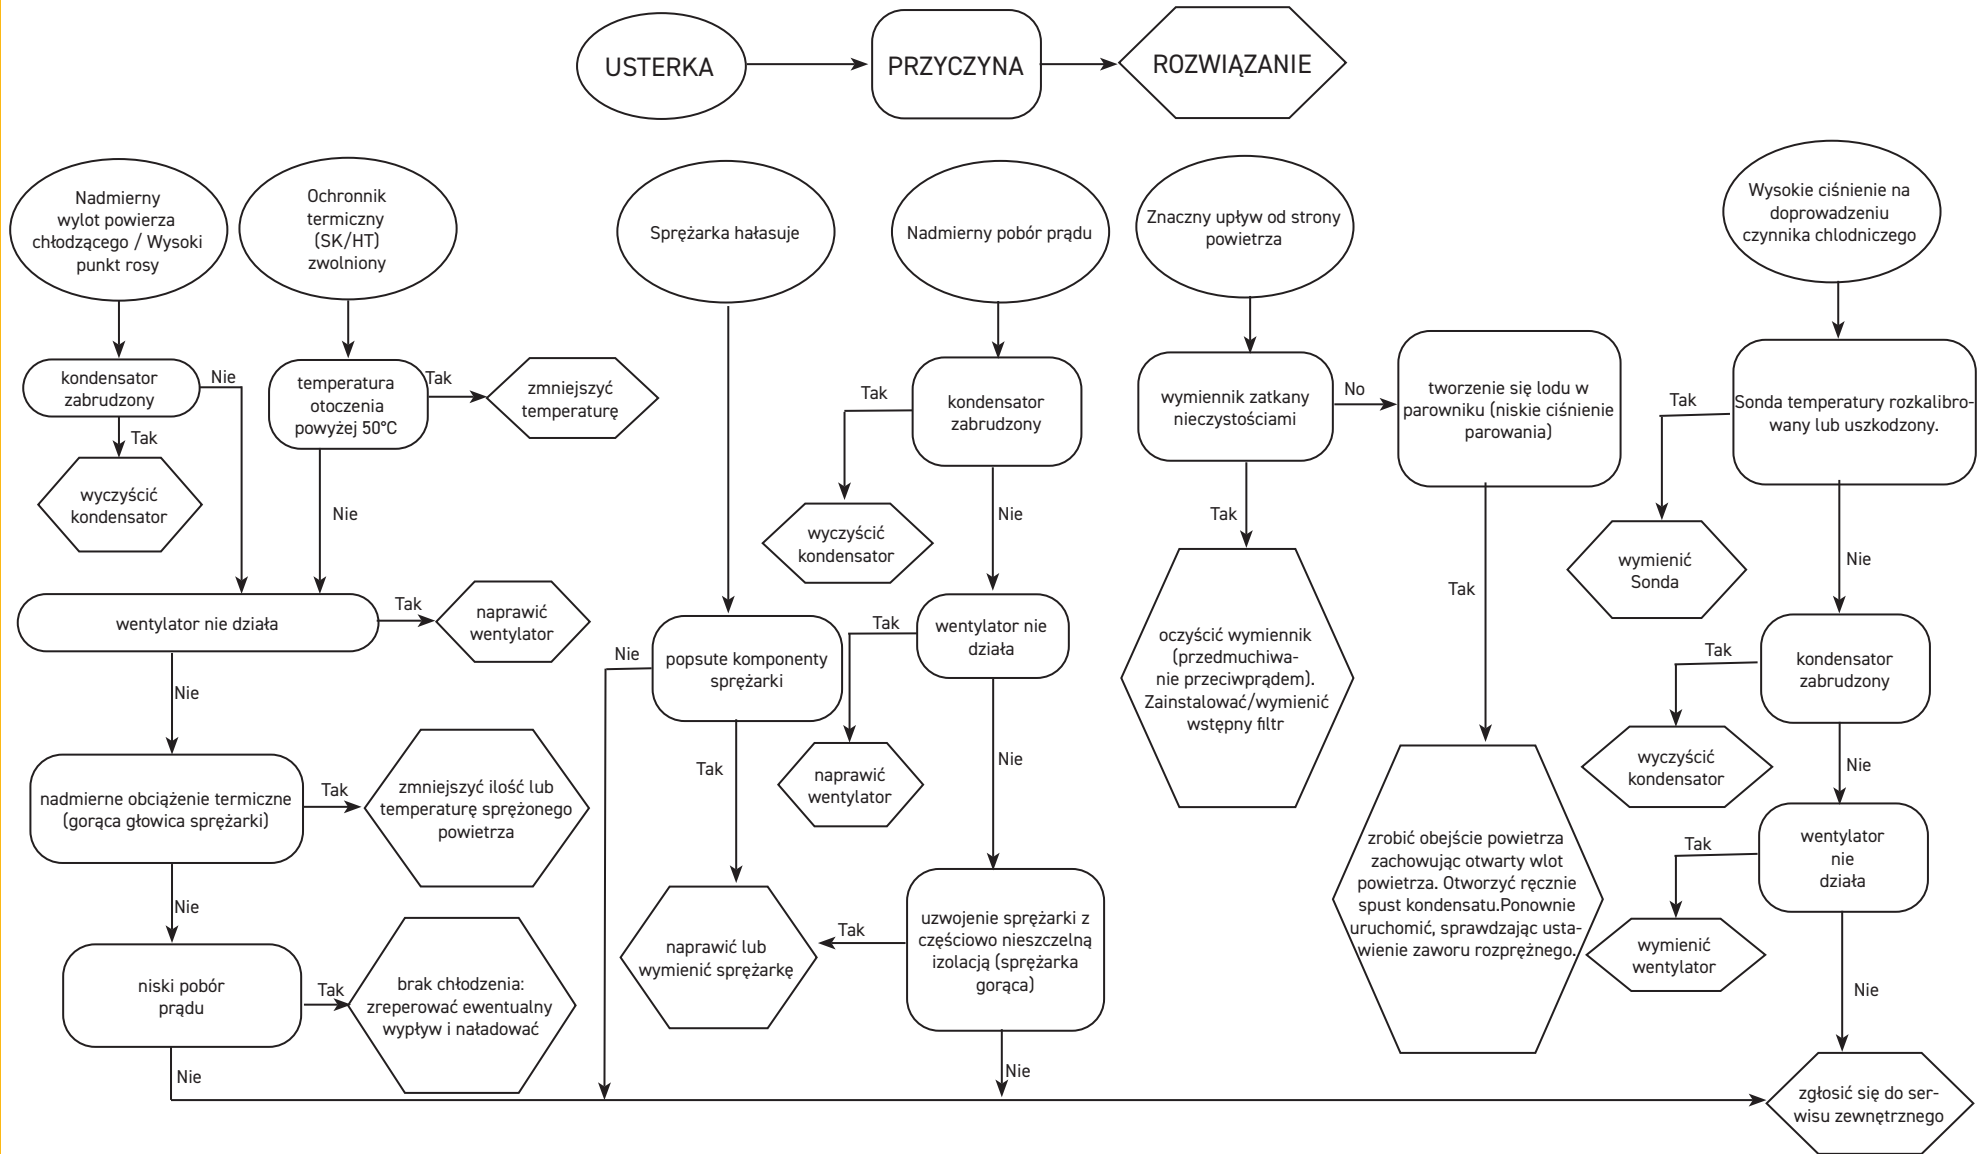 USTERKA
PRZYCZYNA
ROZWIĄZANIE
Nadmierny
wylot powierza
chłodzącego / Wysoki
punkt rosy
Ochronnik
termiczny
(SK/HT)
zwolniony
Sprężarka hałasuje
Nadmierny pobór prądu
Znaczny upływ od strony
powietrza
Wysokie ciśnienie na
doprowadzeniu
czynnika chlodniczego
kondensator
zabrudzony
Nie
Tak
wyczyścić
kondensator
temperatura
otoczenia
powyżej 50°C
Tak
zmniejszyć
temperaturę
Nie
wentylator nie działa
Tak
naprawić
wentylator
Nie
nadmierne obciążenie termiczne
(gorąca głowica sprężarki)
Tak
zmniejszyć ilość lub
temperaturę sprężonego
powietrza
Nie
niski pobór
prądu
Tak
brak chłodzenia:
zreperować ewentualny
wypływ i naładować
Nie
popsute komponenty
sprężarki
Nie
Tak
naprawić lub
wymienić sprężarkę
kondensator
zabrudzony
Tak
wyczyścić
kondensator
Nie
wentylator nie
działa
Tak
naprawić
wentylator
Nie
uzwojenie sprężarki z
częściowo nieszczelną
izolacją (sprężarka
gorąca)
Tak
Nie
wymiennik zatkany
nieczystościami
No
Tak
oczyścić wymiennik
(przedmuchiwa-
nie przeciwprądem).
Zainstalować/wymienić
wstępny filtr
tworzenie się lodu w
parowniku (niskie ciśnienie
parowania)
Tak
zrobić obejście powietrza
zachowując otwarty wlot
powietrza. Otworzyć ręcznie
spust kondensatu.Ponownie
uruchomić, sprawdzając usta-
wienie zaworu rozprężnego.
Sonda temperatury rozkalibro-
wany lub uszkodzony.
Tak
wymienić
Sonda
Nie
kondensator
zabrudzony
Tak
wyczyścić
kondensator
Nie
wentylator
nie
działa
Tak
wymienić
wentylator
Nie
zgłosić się do ser-
wisu zewnętrznego